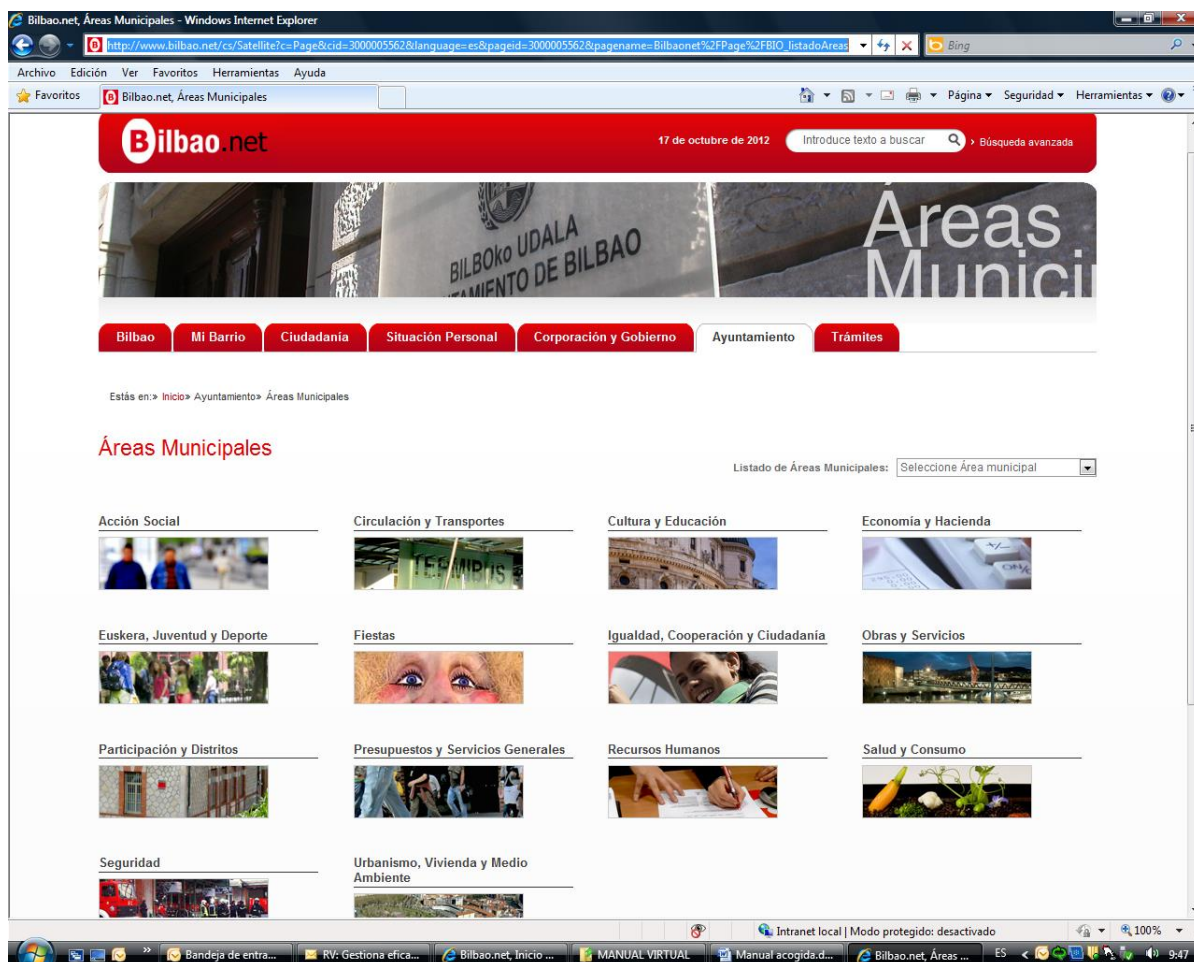 Bilbao.net, Áreas Municipales - Windows Internet Explorer
http://www.bilbao.net/cs/Satellite?c=Page&cid=3000005562&language=es&pageid=3000005562&pagename=Bilbaonet%2FPage%2FBIO_listadoAreas
Bing
Archivo Edición Ver Favoritos Herramientas Ayuda
Favoritos
Bilbao.net, Áreas Municipales
Página Seguridad Herramientas
Bilbao.net
17 de octubre de 2012
Introduce texto a buscar
Búsqueda avanzada
BILBOko UDALA
AYUNTAMIENTO DE BILBAO
Áreas
Munici
Bilbao
Mi Barrio
Ciudadanía
Situación Personal
Corporación y Gobierno
Ayuntamiento
Trámites
Estás en:» Inicio» Ayuntamiento» Áreas Municipales
Áreas Municipales
Listado de Áreas Municipales: Seleccione Área municipal
Acción Social
Circulación y Transportes
Cultura y Educación
Economía y Hacienda
TERMIBUS
+/-
Euskera, Juventud y Deporte
Fiestas
Igualdad, Cooperación y Ciudadanía
Obras y Servicios
Participación y Distritos
Presupuestos y Servicios Generales
Recursos Humanos
Salud y Consumo
Seguridad
Urbanismo, Vivienda y Medio
Ambiente
Intranet local | Modo protegido: desactivado
100%
Bandeja de entra...
RV: Gestiona efica...
Bilbao.net, Inicio ...
MANUAL VIRTUAL
Manual acogida.d...
Bilbao.net, Áreas ...
ES
9:47